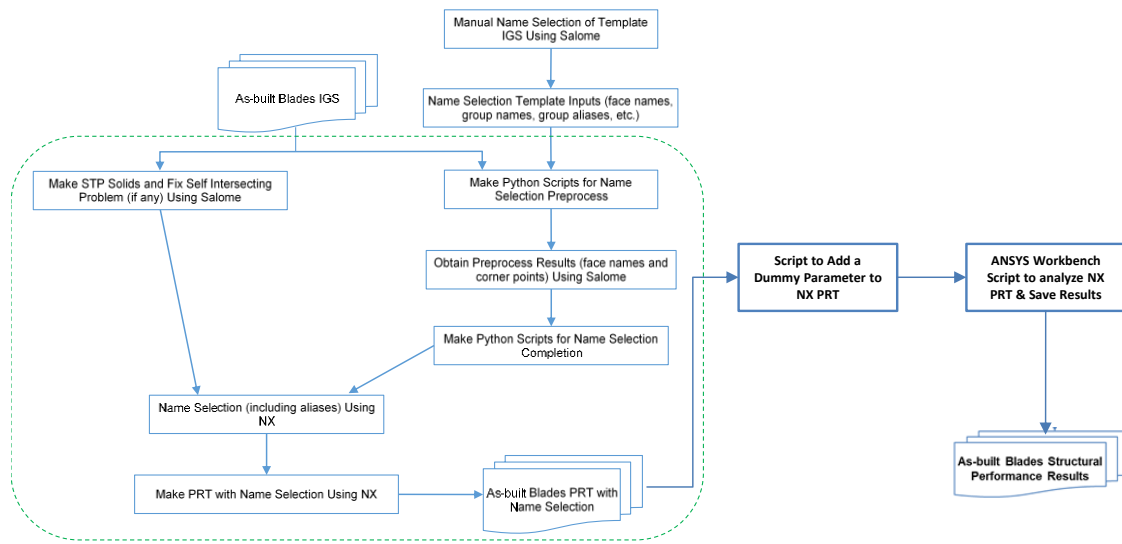 Manual Name Selection of Template
IGS Using Salome
As-built Blades IGS
Name Selection Template Inputs (face names,
group names, group aliases, etc.)
Make STP Solids and Fix Self Intersecting
Problem (if any) Using Salome
Make Python Scripts for Name
Selection Preprocess
Obtain Preprocess Results (face names and
corner points) Using Salome
Make Python Scripts for Name Selection
Completion
Name Selection (including aliases) Using
NX
Make PRT with Name Selection Using NX
As-built Blades PRT with
Name Selection
Script to Add a
Dummy Parameter to
NX PRT
ANSYS Workbench
Script to analyze NX
PRT & Save Results
As-built Blades Structural
Performance Results